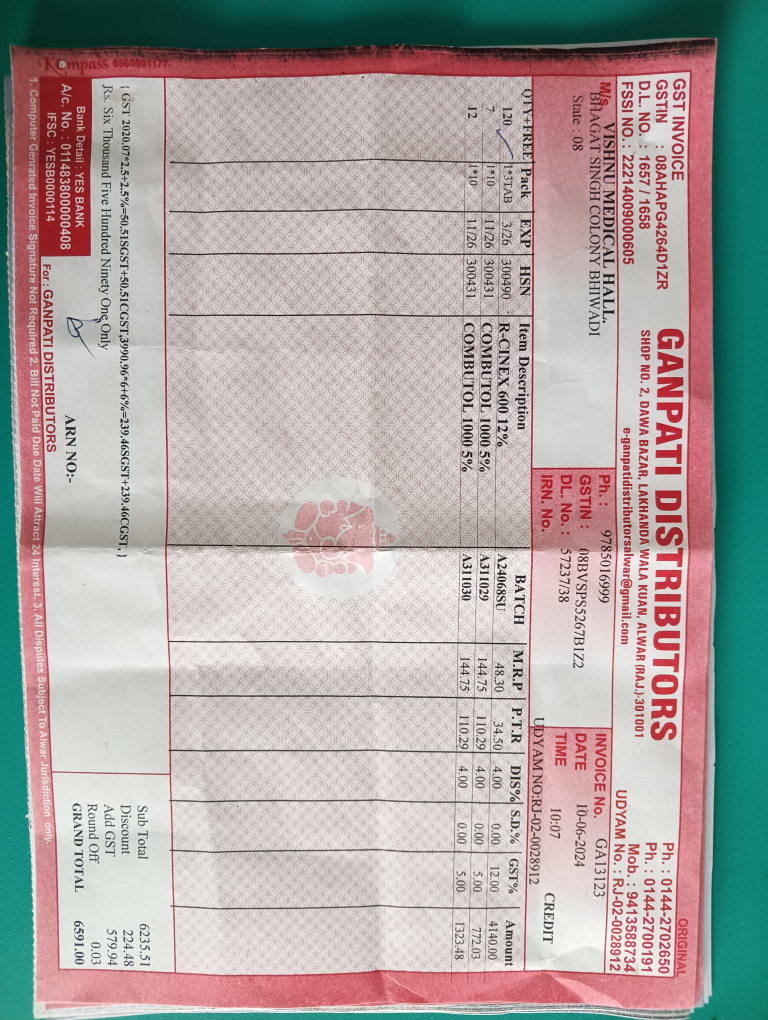 GST INVOICE
ORIGINAL
GSTIN : 08AHAPG4264D1ZR
D.L. No. : 1657 / 1658
FSSI NO. : 22214009000605
GANPATI DISTRIBUTORS
SHOP NO. 2, DAWA BAZAR, LAKHANDA WALA KUAN, ALWAR (RAJ.)-301001
e-ganpatidistributorsalwar@gmail.com
Ph. : 0144-2702650
Ph. : 0144-2700191
Mob. : 9413588734
UDYAM No. : RJ-02-0028912
M/s. VISHNU MEDICAL HALL.
BHAGAT SINGH COLONY BHIWADI
State : 08
Ph. : 9785016999
GSTIN : 08BVSPS5267B1Z2
DL. No. : 57237/38
IRN. No.
INVOICE No. GA13123
DATE 10-06-2024
TIME 10:07 CREDIT
UDYAM NO:RJ-02-0028912
QTY+FREE Pack EXP HSN Item Description BATCH M.R.P P.T.R DIS% S.D.% GST% Amount
120 1*3TAB 3/26 300490 R-CINEX 600 12% A24068SU 48.30 34.50 4.00 0.00 12.00 4140.00
7 1*10 11/26 300431 COMBUTOL 1000 5% A311029 144.75 110.29 4.00 0.00 5.00 772.03
12 1*10 11/26 300431 COMBUTOL 1000 5% A311030 144.75 110.29 4.00 0.00 5.00 1323.48
( GST 2020.07*2.5+2.5%=50.51SGST+50.51CGST,3990.96*6+6%=239.46SGST+239.46CGST, )
Rs. Six Thousand Five Hundred Ninety One Only
Sub Total 6235.51
Discount 224.48
Add GST 579.94
Round Off 0.03
GRAND TOTAL 6591.00
Bank Detail : YES BANK
A/c. No. : 011483800000408
IFSC : YESB0000114
ARN NO:-
For : GANPATI DISTRIBUTORS
1. Computer Genrated Invoice Signature Not Required 2. Bill Not Paid Due Date Will Attract 24 Interest. 3. All Disputes Subject To Alwar Jurisdiction only.
Kompass 6560001177